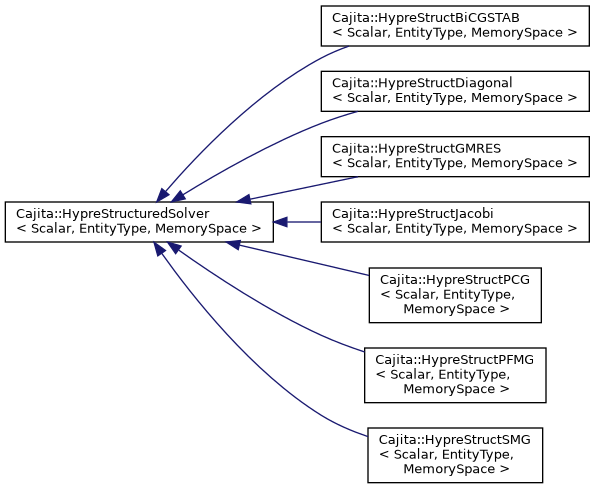 Cajita::HypreStructBiCGSTAB
< Scalar, EntityType, MemorySpace >
Cajita::HypreStructDiagonal
< Scalar, EntityType, MemorySpace >
Cajita::HypreStructGMRES
< Scalar, EntityType, MemorySpace >
Cajita::HypreStructuredSolver
< Scalar, EntityType, MemorySpace >
Cajita::HypreStructJacobi
< Scalar, EntityType, MemorySpace >
Cajita::HypreStructPCG
< Scalar, EntityType,
MemorySpace >
Cajita::HypreStructPFMG
< Scalar, EntityType,
MemorySpace >
Cajita::HypreStructSMG
< Scalar, EntityType,
MemorySpace >